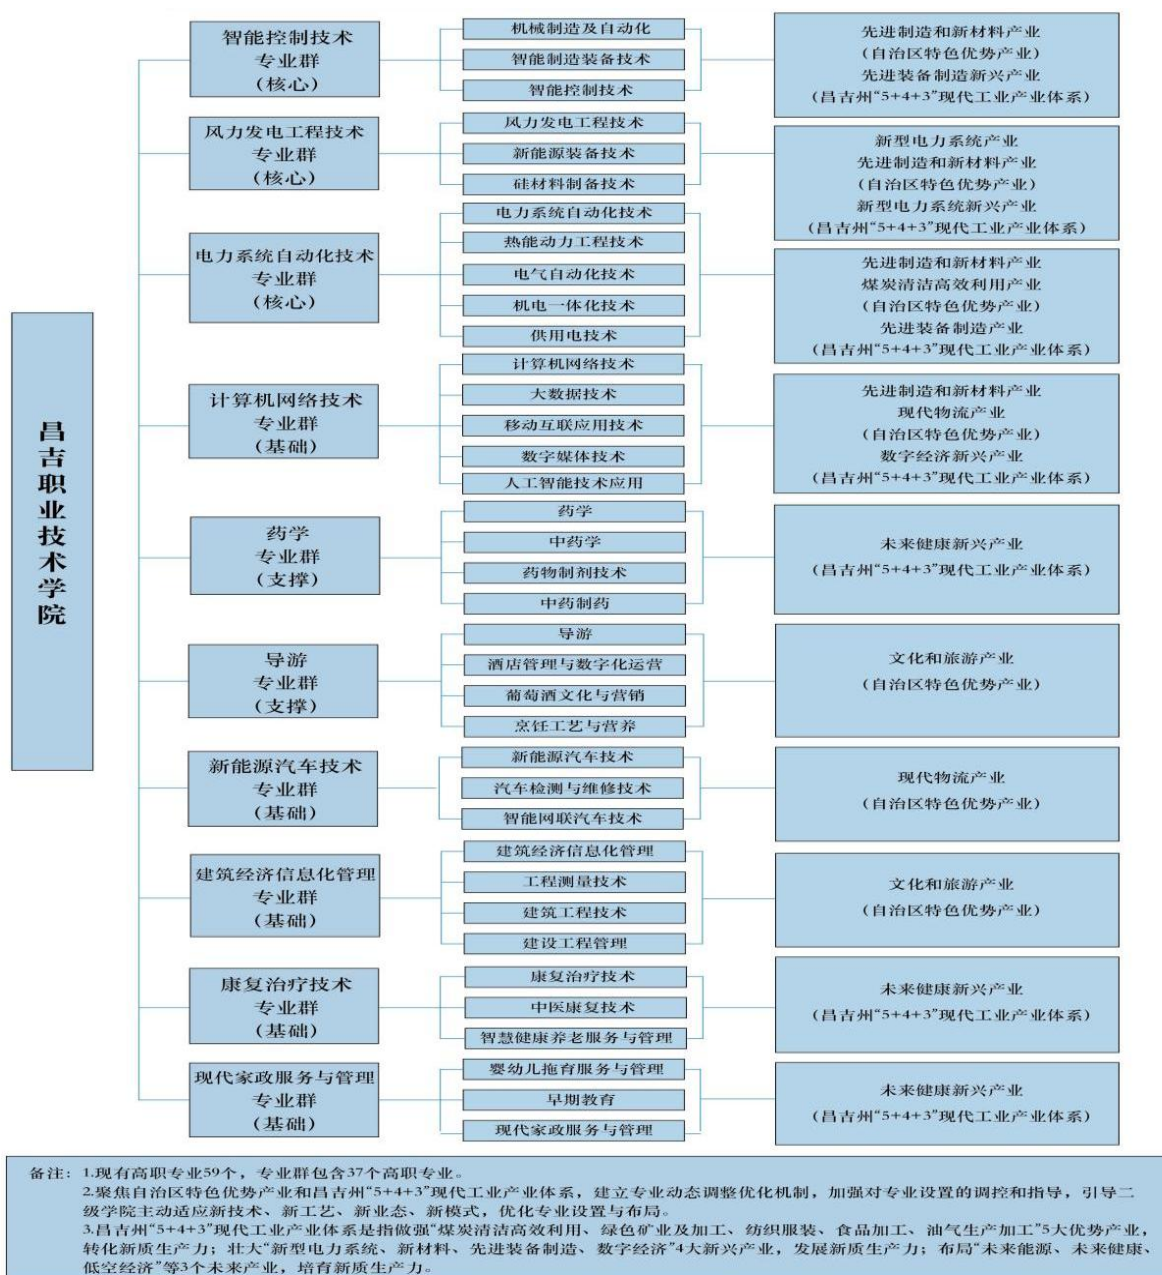 昌吉职业技术学院
智能控制技术
专业群
(核心)
机械制造及自动化
智能制造装备技术
智能控制技术
先进制造和新材料产业
(自治区特色优势产业)
先进装备制造新兴产业
(昌吉州“5+4+3”现代工业产业体系)
风力发电工程技术
专业群
(核心)
风力发电工程技术
新能源装备技术
硅材料制备技术
新型电力系统产业
先进制造和新材料产业
(自治区特色优势产业)
新型电力系统新兴产业
(昌吉州“5+4+3”现代工业产业体系)
电力系统自动化技术
专业群
(核心)
电力系统自动化技术
热能动力工程技术
电气自动化技术
机电一体化技术
供用电技术
先进制造和新材料产业
煤炭清洁高效利用产业
(自治区特色优势产业)
先进装备制造产业
(昌吉州“5+4+3”现代工业产业体系)
计算机网络技术
专业群
(基础)
计算机网络技术
大数据技术
移动互联应用技术
数字媒体技术
人工智能技术应用
先进制造和新材料产业
现代物流产业
(自治区特色优势产业)
数字经济新兴产业
(昌吉州“5+4+3”现代工业产业体系)
药学
专业群
(支撑)
药学
中药学
药物制剂技术
中药制药
未来健康新兴产业
(昌吉州“5+4+3”现代工业产业体系)
导游
专业群
(支撑)
导游
酒店管理与数字化运营
葡萄酒文化与营销
烹饪工艺与营养
文化和旅游产业
(自治区特色优势产业)
新能源汽车技术
专业群
(基础)
新能源汽车技术
汽车检测与维修技术
智能网联汽车技术
现代物流产业
(自治区特色优势产业)
建筑经济信息化管理
专业群
(基础)
建筑经济信息化管理
工程测量技术
建筑工程技术
建设工程管理
文化和旅游产业
(自治区特色优势产业)
康复治疗技术
专业群
(基础)
康复治疗技术
中医康复技术
智慧健康养老服务与管理
未来健康新兴产业
(昌吉州“5+4+3”现代工业产业体系)
现代家政服务与管理
专业群
(基础)
婴幼儿拖育服务与管理
早期教育
现代家政服务与管理
未来健康新兴产业
(昌吉州“5+4+3”现代工业产业体系)
备注：1.现有高职专业59个，专业群包含37个高职专业。
2.聚焦自治区特色优势产业和昌吉州“5+4+3”现代工业产业体系，建立专业动态调整优化机制，加强对专业设置的调控和指导，引导二
级学院主动适应新技术、新工艺、新业态、新模式，优化专业设置与布局。
3.昌吉州“5+4+3”现代工业产业体系是指做强“煤炭清洁高效利用、绿色矿业及加工、纺织服装、食品加工、油气生产加工”5大优势产业，
转化新质生产力；壮大“新型电力系统、新材料、先进装备制造、数字经济”4大新兴产业，发展新质生产力；布局“未来能源、未来健康、
低空经济”等3个未来产业，培育新质生产力。